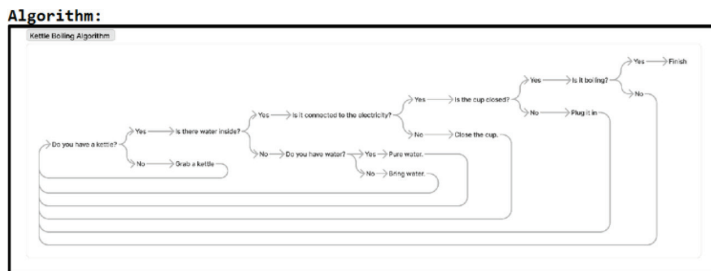 Algorithm:
Kettle Boiling Algorithm
Yes Finish
Yes Is it boiling?
No
Yes Is the cup closed?
No Plug it in
Yes Is it connected to the electricity?
No Close the cup.
Yes Is there water inside?
Do you have a kettle?
No Do you have water? Yes Pure water.
No Grab a kettle
No Bring water.